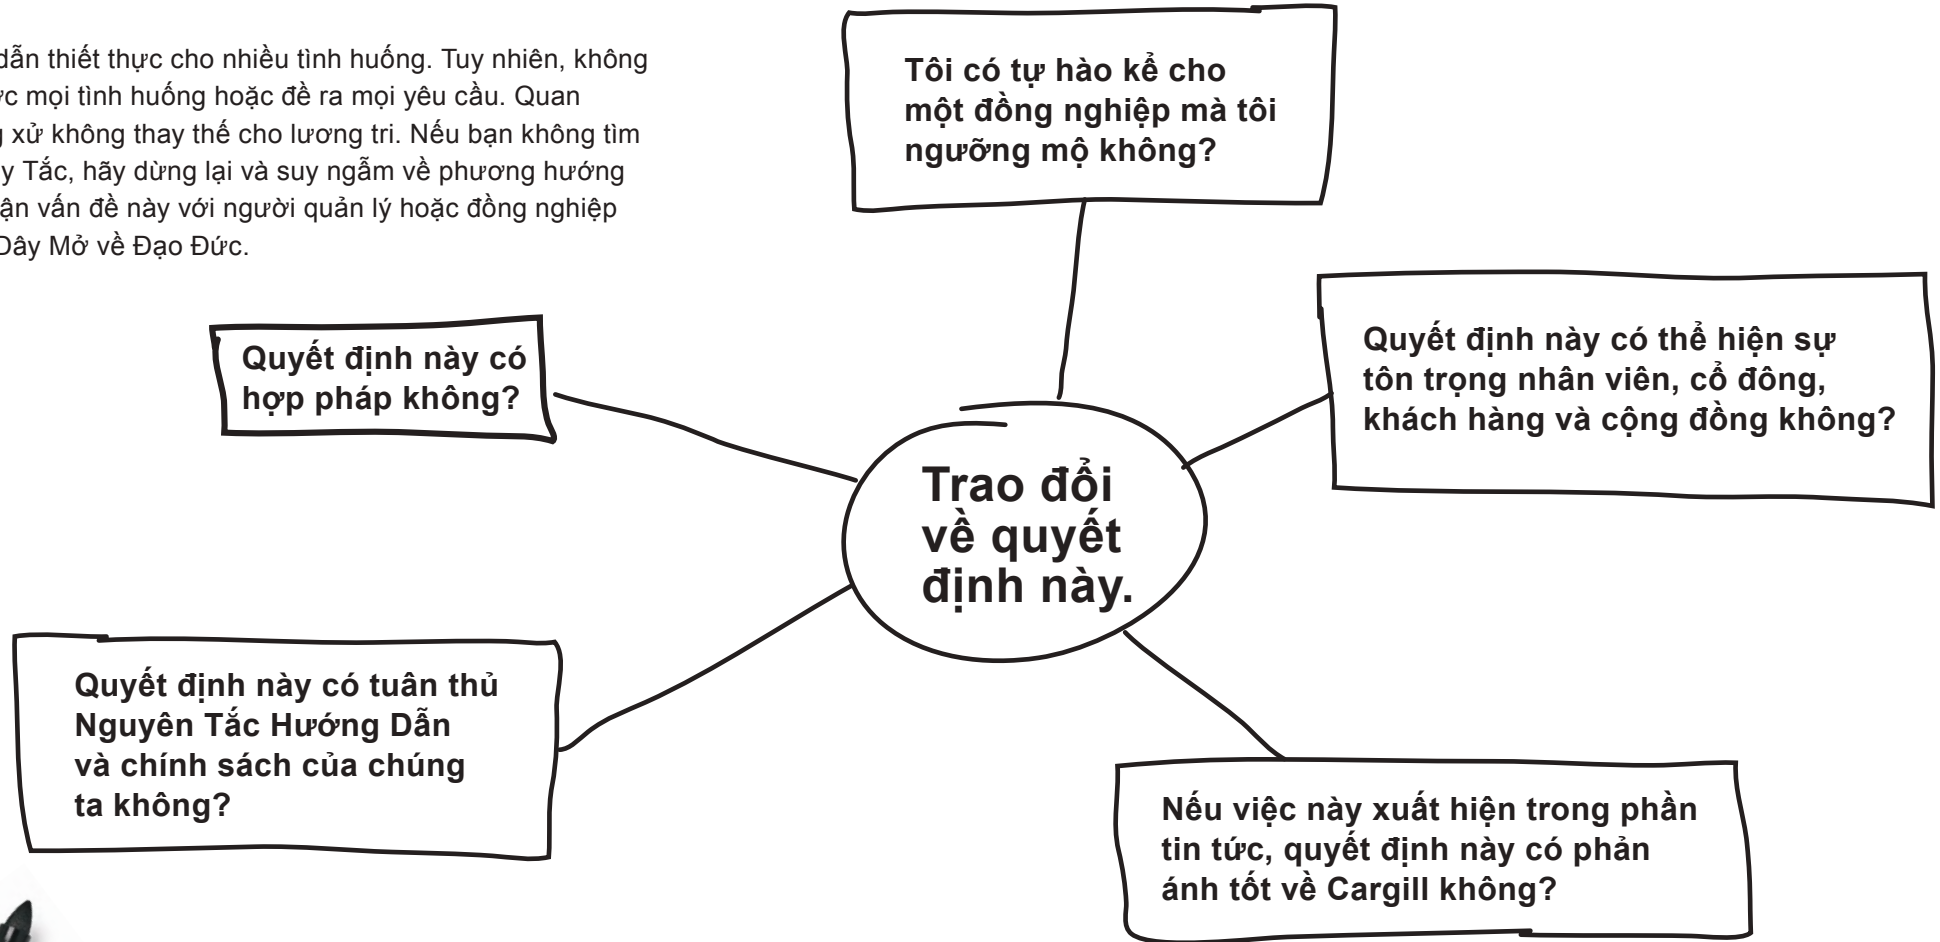 dẫn thiết thực cho nhiều tình huống. Tuy nhiên, không
mọi tình huống hoặc đề ra mọi yêu cầu. Quan
xử không thay thế cho lương tri. Nếu bạn không tìm
Tắc, hãy dừng lại và suy ngẫm về phương hướng
vấn đề này với người quản lý hoặc đồng nghiệp
Dây Mở về Đạo Đức.
Tôi có tự hào kể cho
một đồng nghiệp mà tôi
ngưỡng mộ không?
Quyết định này có
hợp pháp không?
Quyết định này có thể hiện sự
tôn trọng nhân viên, cổ đông,
khách hàng và cộng đồng không?
Trao đổi
về quyết
định này.
Quyết định này có tuân thủ
Nguyên Tắc Hướng Dẫn
và chính sách của chúng
ta không?
Nếu việc này xuất hiện trong phần
tin tức, quyết định này có phản
ánh tốt về Cargill không?